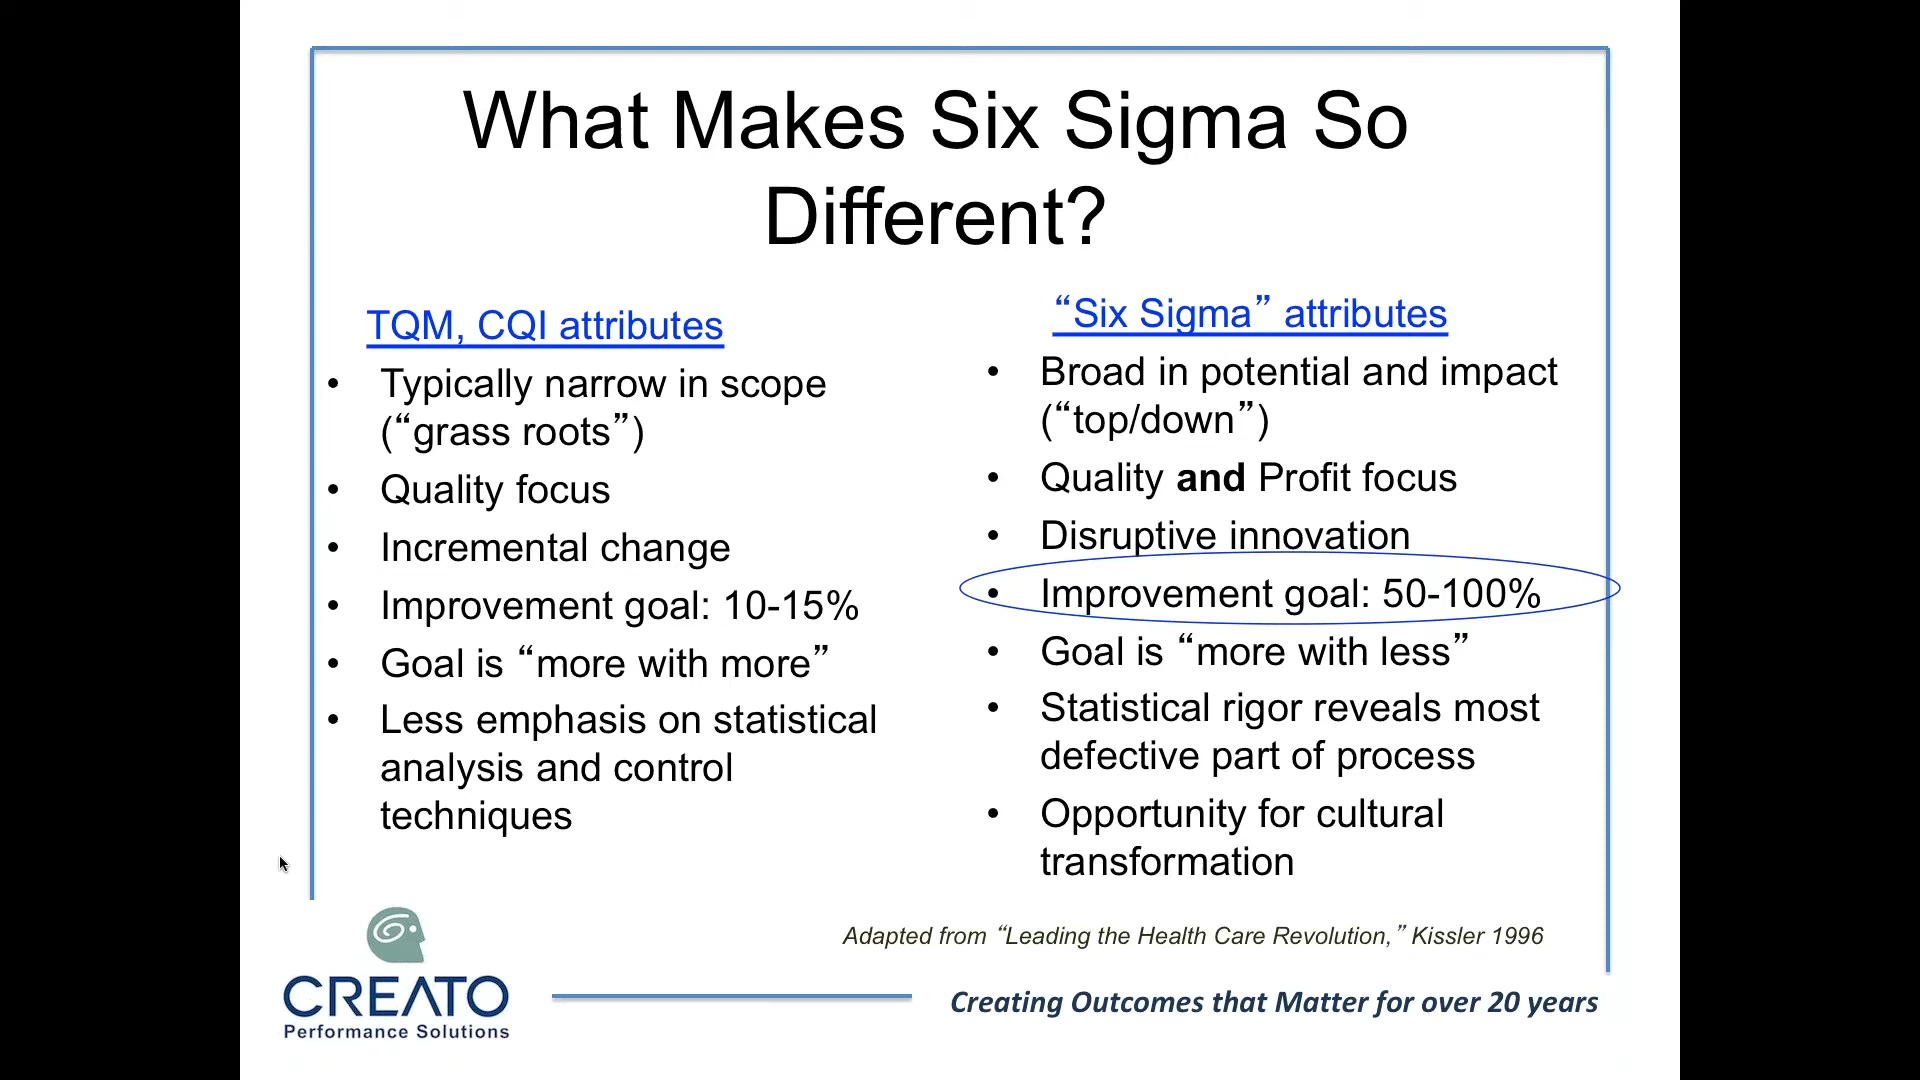 What Makes Six Sigma So
Different?
TQM, CQI attributes
• Typically narrow in scope
(“grass roots”)
• Quality focus
• Incremental change
• Improvement goal: 10-15%
• Goal is “more with more”
• Less emphasis on statistical
analysis and control
techniques
“Six Sigma” attributes
• Broad in potential and impact
(“top/down”)
• Quality and Profit focus
• Disruptive innovation
• Improvement goal: 50-100%
• Goal is “more with less”
• Statistical rigor reveals most
defective part of process
• Opportunity for cultural
transformation
Adapted from “Leading the Health Care Revolution,” Kissler 1996
CREATO
Performance Solutions
Creating Outcomes that Matter for over 20 years